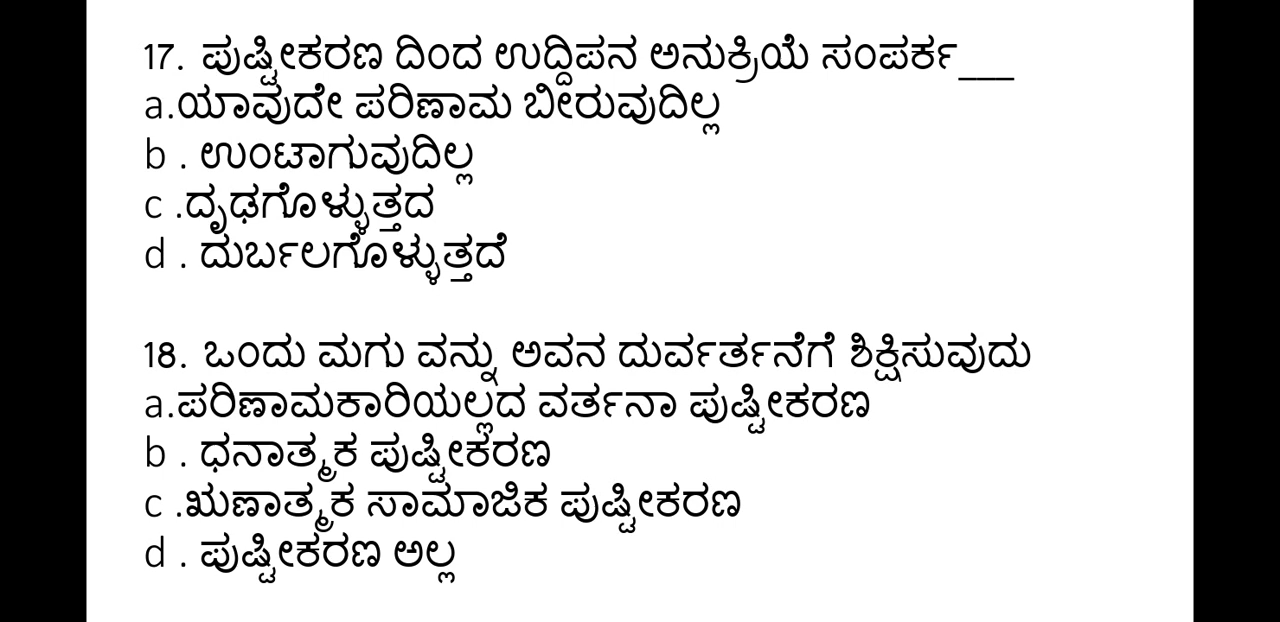 17. ಪುಷ್ಟೀಕರಣ ದಿಂದ ಉದ್ದಿಪನ ಅನುಕ್ರಿಯೆ ಸಂಪರ್ಕ___
a.ಯಾವುದೇ ಪರಿಣಾಮ ಬೀರುವುದಿಲ್ಲ
b . ಉಂಟಾಗುವುದಿಲ್ಲ
c .ದೃಢಗೊಳ್ಳುತ್ತದ
d . ದುರ್ಬಲಗೊಳ್ಳುತ್ತದೆ
18. ಒಂದು ಮಗು ವನ್ನು ಅವನ ದುರ್ವರ್ತನೆಗೆ ಶಿಕ್ಷಿಸುವುದು
a.ಪರಿಣಾಮಕಾರಿಯಲ್ಲದ ವರ್ತನಾ ಪುಷ್ಟೀಕರಣ
b . ಧನಾತ್ಮಕ ಪುಷ್ಟೀಕರಣ
c .ಋಣಾತ್ಮಕ ಸಾಮಾಜಿಕ ಪುಷ್ಟೀಕರಣ
d . ಪುಷ್ಟೀಕರಣ ಅಲ್ಲ